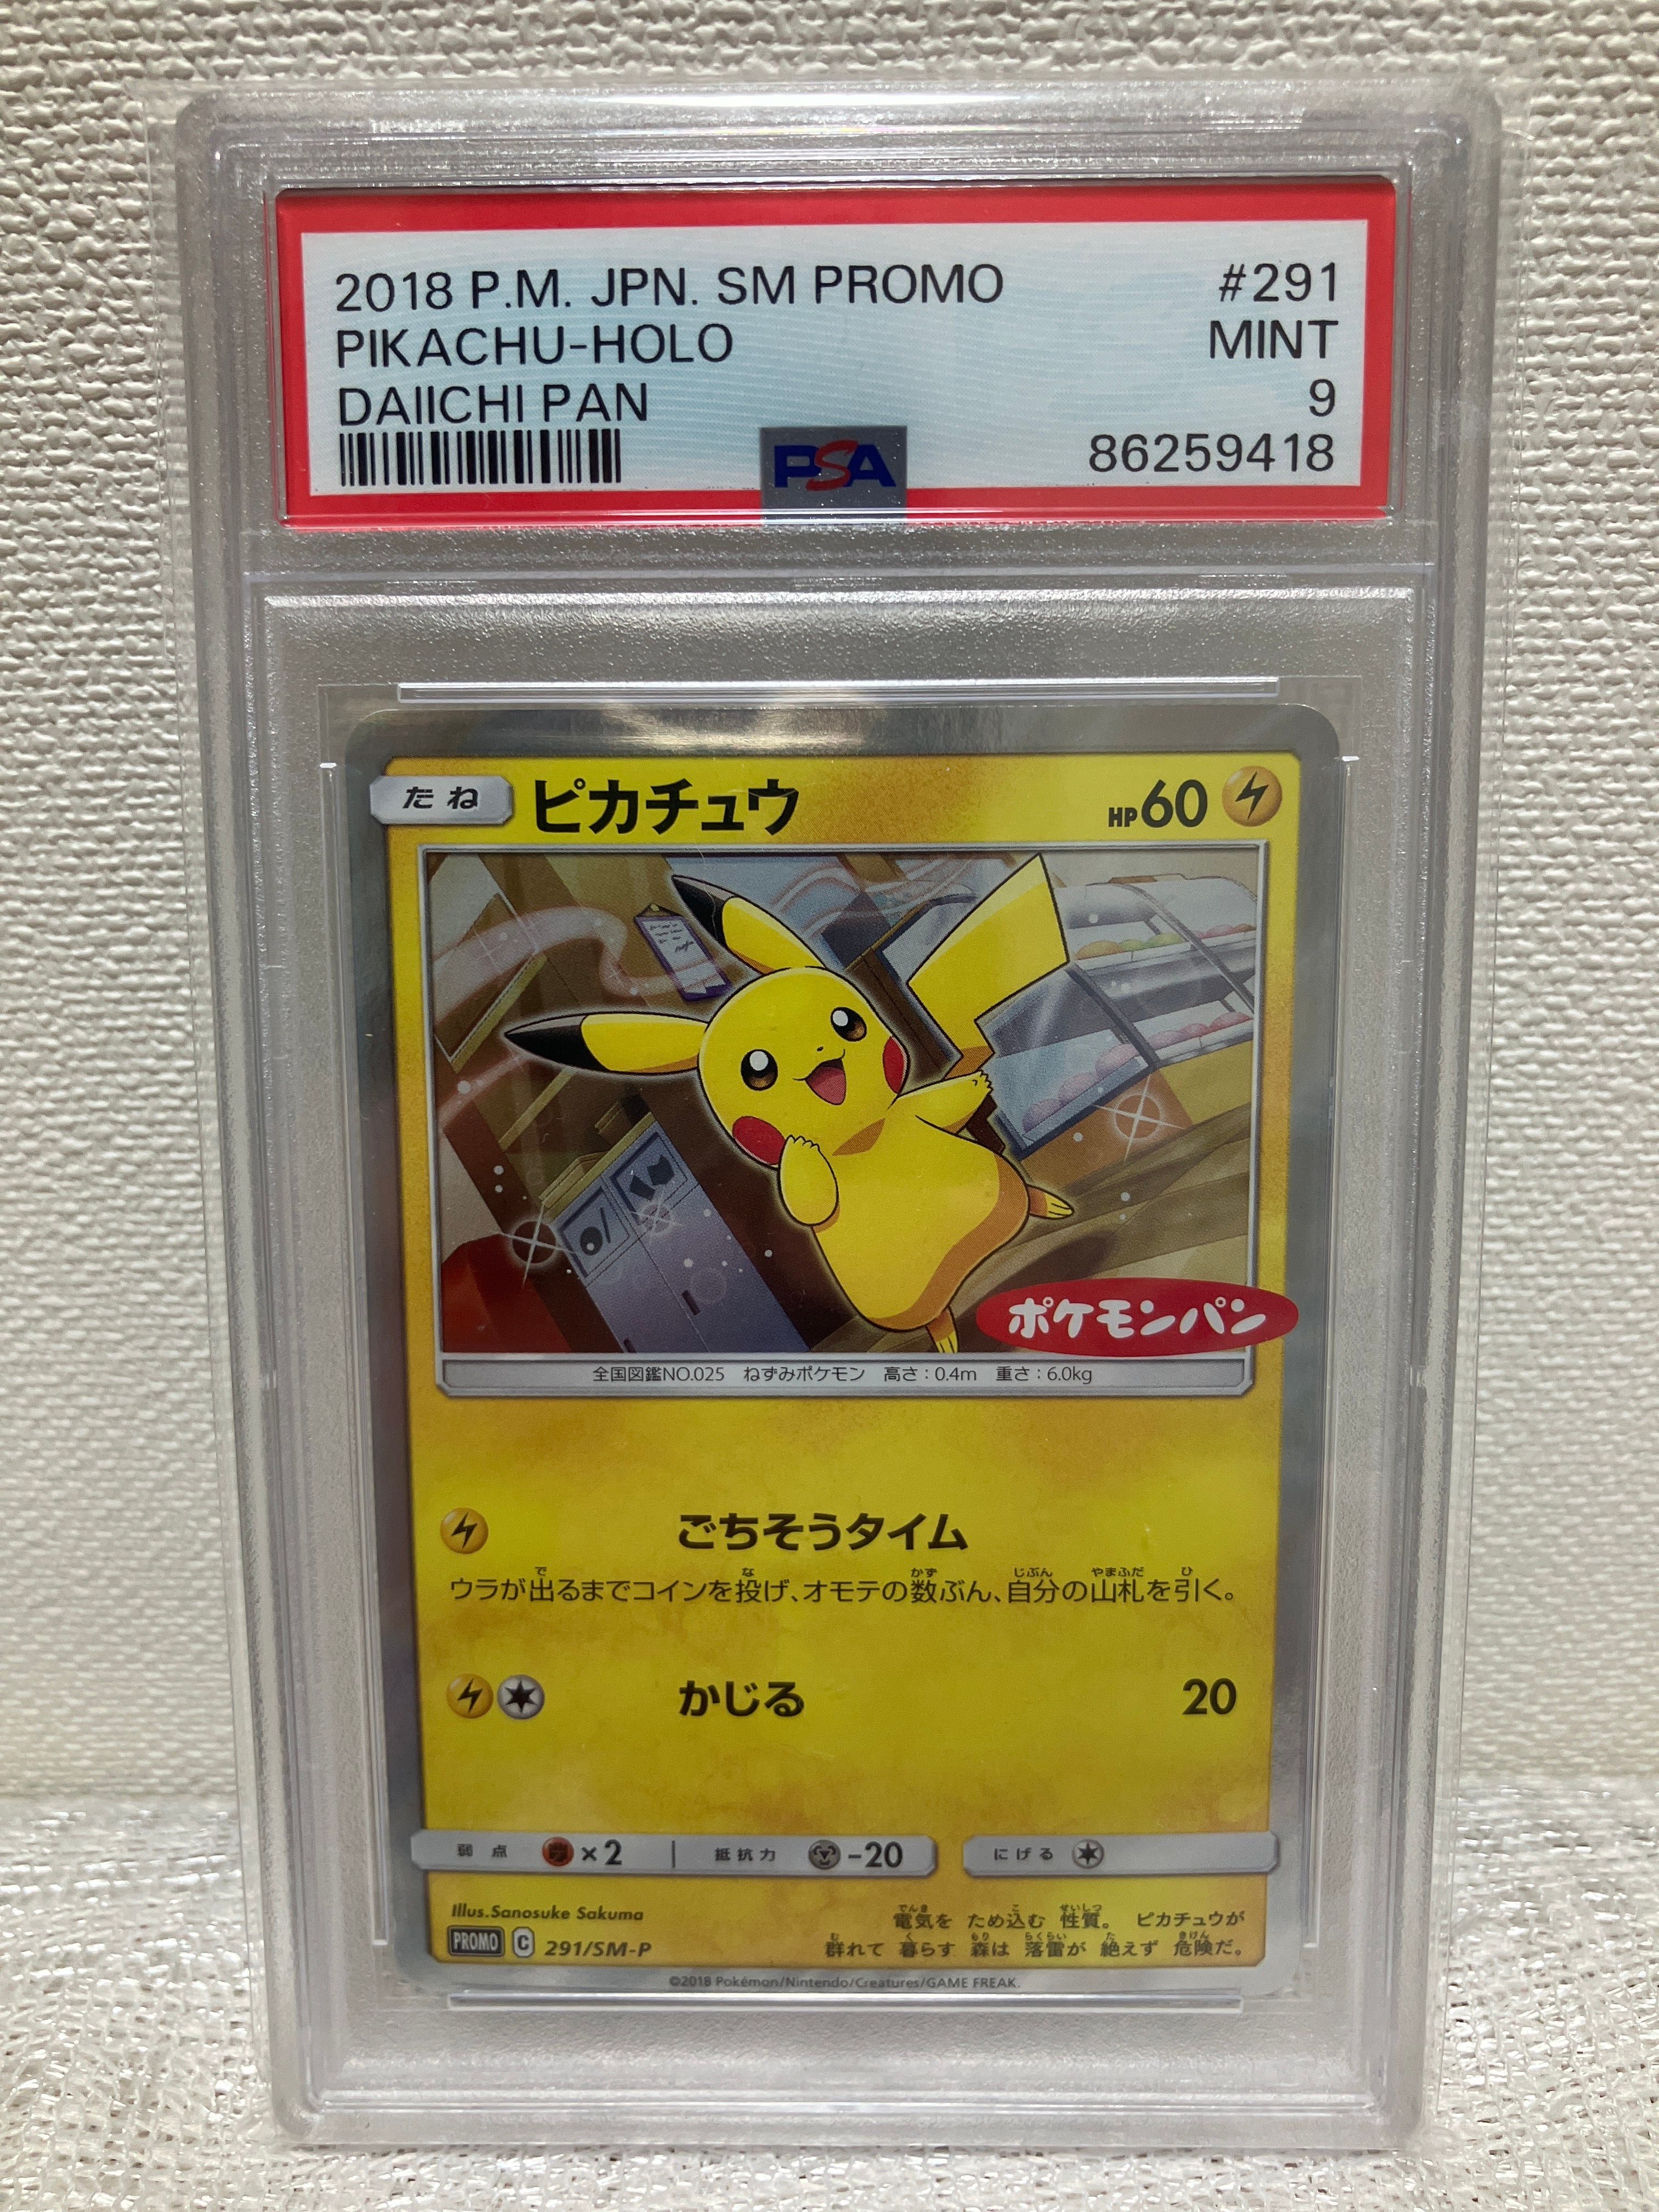 2018 P.M. JPN. SM PROMO #291
PIKACHU-HOLO MINT
DAIICHI PAN 9
PSA 86259418
だね ピカチュウ HP60
ポケモンパン
全国図鑑NO.025 ねずみポケモン 高さ:0.4m 重さ:6.0kg
ごちそうタイム
ウラが出るまでコインを投げ、オモテの数ぶん、自分の山札を引く。
かじる 20
弱点 ×2 抵抗力 -20 にげる
Illus.Sanosuke Sakuma
電気を ため込む 性質。 ピカチュウが
PROMO C 291/SM-P
群れて 暮らす 森は 落雷が 絶えず 危険だ。
©2018 Pokémon/Nintendo/Creatures/GAME FREAK.